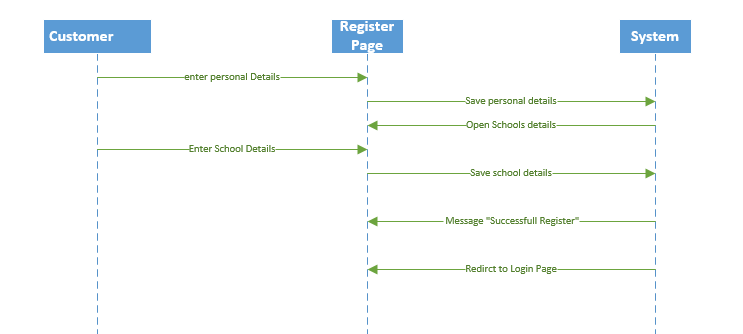 Customer
Register
Page
System
enter personal Details
Save personal details
Open Schools details
Enter School Details
Save school details
Message "Successfull Register"
Redirct to Login Page